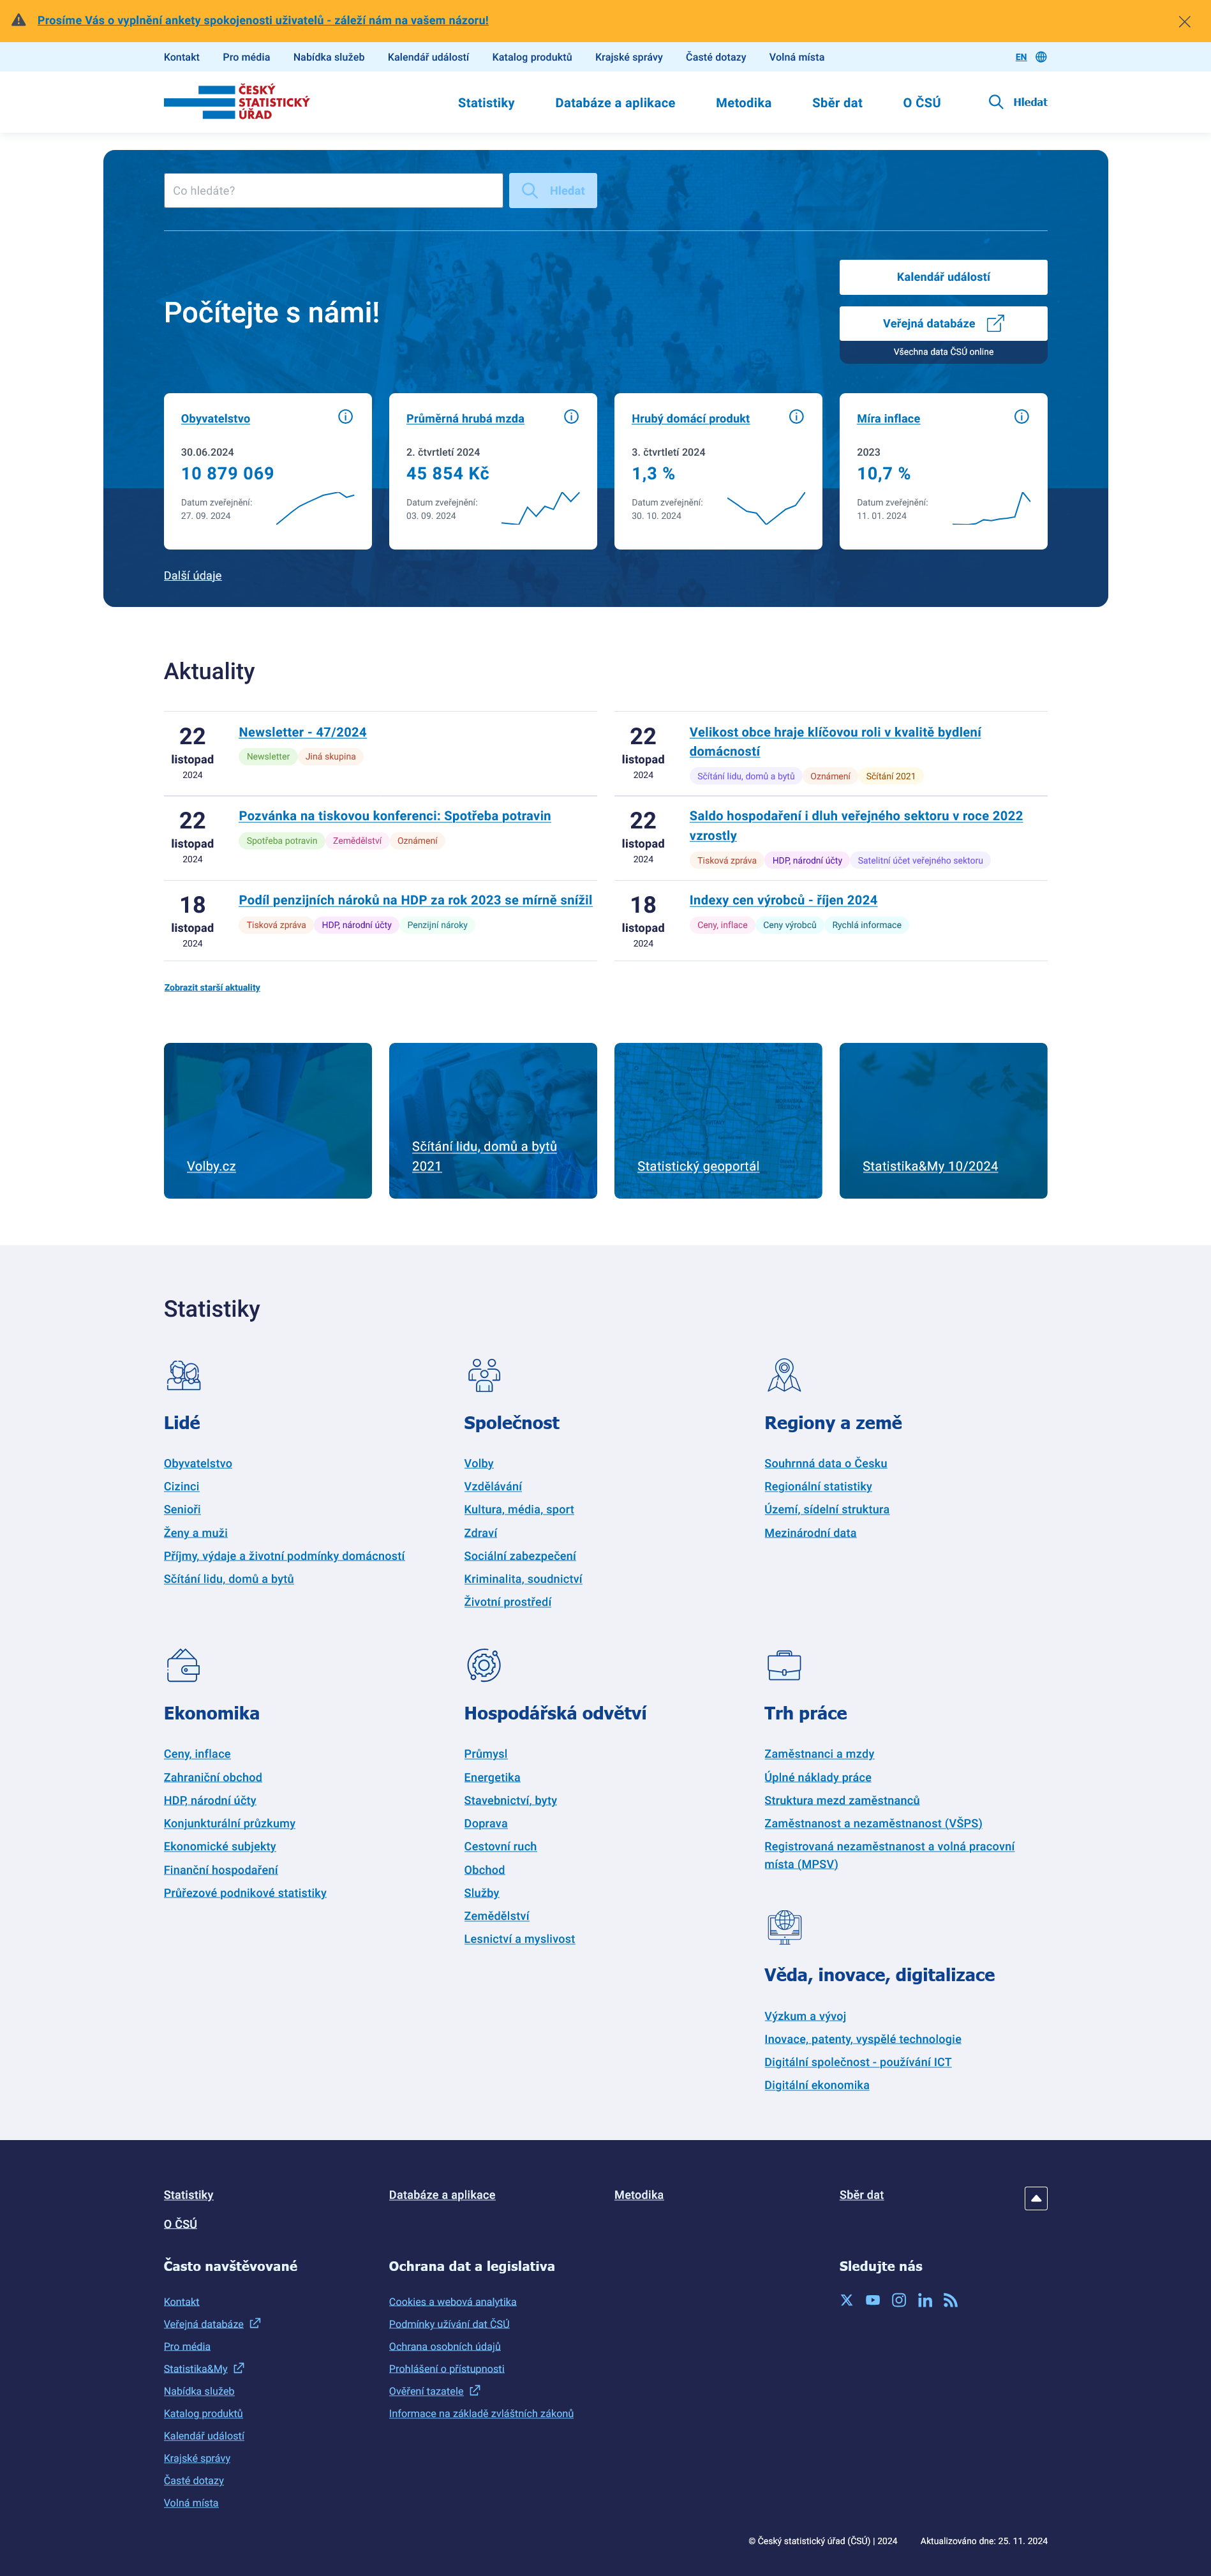 Prosíme Vás o vyplnění ankety spokojenosti uživatelů - záleží nám na vašem názoru!
Kontakt Pro média Nabídka služeb Kalendář událostí Katalog produktů Krajské správy Časté dotazy Volná místa EN
ČESKÝ
STATISTICKÝ
ÚŘAD
Statistiky Databáze a aplikace Metodika Sběr dat O ČSÚ Hledat
Co hledáte? Hledat
Kalendář událostí
Počítejte s námi!
Veřejná databáze
Všechna data ČSÚ online
Obyvatelstvo
30.06.2024
10 879 069
Datum zveřejnění:
27. 09. 2024
Průměrná hrubá mzda
2. čtvrtletí 2024
45 854 Kč
Datum zveřejnění:
03. 09. 2024
Hrubý domácí produkt
3. čtvrtletí 2024
1,3 %
Datum zveřejnění:
30. 10. 2024
Míra inflace
2023
10,7 %
Datum zveřejnění:
11. 01. 2024
Další údaje
Aktuality
22
listopad
2024
Newsletter - 47/2024
Newsletter Jiná skupina
22
listopad
2024
Velikost obce hraje klíčovou roli v kvalitě bydlení
domácností
Sčítání lidu, domů a bytů Oznámení Sčítání 2021
22
listopad
2024
Pozvánka na tiskovou konferenci: Spotřeba potravin
Spotřeba potravin Zemědělství Oznámení
22
listopad
2024
Saldo hospodaření i dluh veřejného sektoru v roce 2022
vzrostly
Tisková zpráva HDP, národní účty Satelitní účet veřejného sektoru
18
listopad
2024
Podíl penzijních nároků na HDP za rok 2023 se mírně snížil
Tisková zpráva HDP, národní účty Penzijní nároky
18
listopad
2024
Indexy cen výrobců - říjen 2024
Ceny, inflace Ceny výrobců Rychlá informace
Zobrazit starší aktuality
Volby.cz
Sčítání lidu, domů a bytů
2021
Statistický geoportál
Statistika&My 10/2024
Statistiky
Lidé
Obyvatelstvo
Cizinci
Senioři
Ženy a muži
Příjmy, výdaje a životní podmínky domácností
Sčítání lidu, domů a bytů
Společnost
Volby
Vzdělávání
Kultura, média, sport
Zdraví
Sociální zabezpečení
Kriminalita, soudnictví
Životní prostředí
Regiony a země
Souhrnná data o Česku
Regionální statistiky
Území, sídelní struktura
Mezinárodní data
Ekonomika
Ceny, inflace
Zahraniční obchod
HDP, národní účty
Konjunkturální průzkumy
Ekonomické subjekty
Finanční hospodaření
Průřezové podnikové statistiky
Hospodářská odvětví
Průmysl
Energetika
Stavebnictví, byty
Doprava
Cestovní ruch
Obchod
Služby
Zemědělství
Lesnictví a myslivost
Trh práce
Zaměstnanci a mzdy
Úplné náklady práce
Struktura mezd zaměstnanců
Zaměstnanost a nezaměstnanost (VŠPS)
Registrovaná nezaměstnanost a volná pracovní
místa (MPSV)
Věda, inovace, digitalizace
Výzkum a vývoj
Inovace, patenty, vyspělé technologie
Digitální společnost - používání ICT
Digitální ekonomika
Statistiky Databáze a aplikace Metodika Sběr dat
O ČSÚ
Často navštěvované
Kontakt
Veřejná databáze
Pro média
Statistika&My
Nabídka služeb
Katalog produktů
Kalendář událostí
Krajské správy
Časté dotazy
Volná místa
Ochrana dat a legislativa
Cookies a webová analytika
Podmínky užívání dat ČSÚ
Ochrana osobních údajů
Prohlášení o přístupnosti
Ověření tazatele
Informace na základě zvláštních zákonů
Sledujte nás
© Český statistický úřad (ČSÚ) | 2024 Aktualizováno dne: 25. 11. 2024